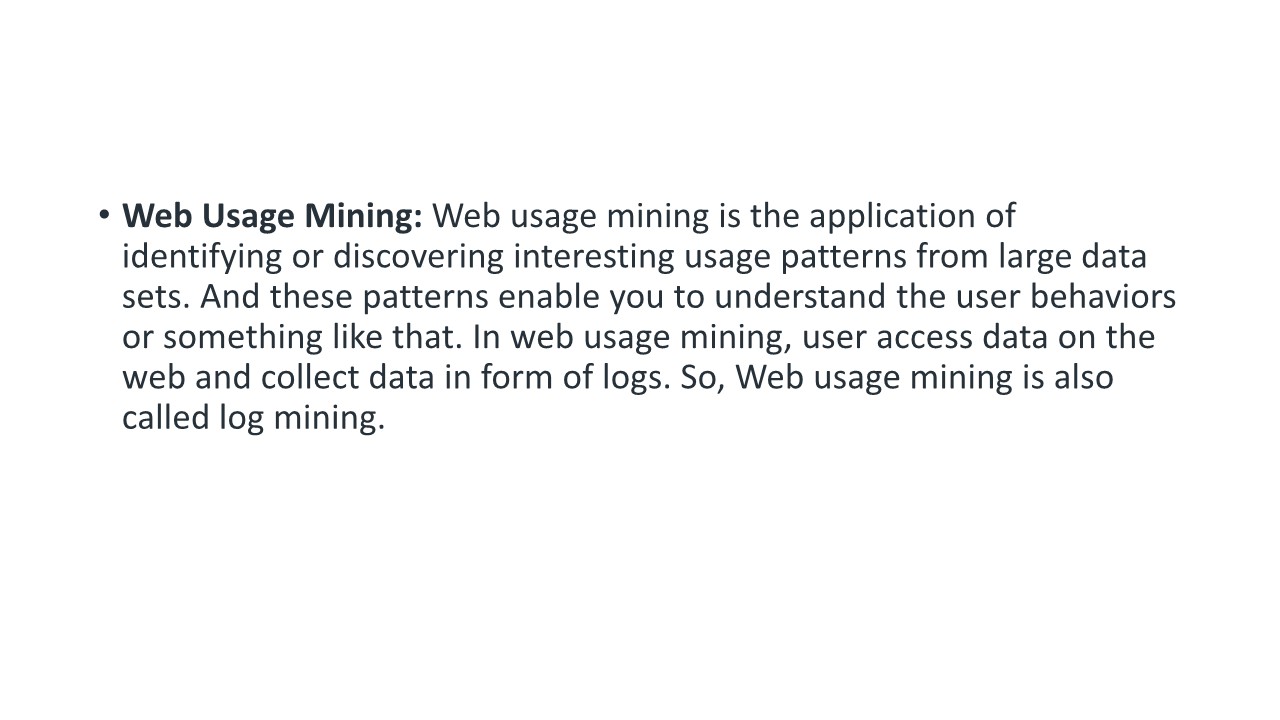 • Web Usage Mining: Web usage mining is the application of
identifying or discovering interesting usage patterns from large data
sets. And these patterns enable you to understand the user behaviors
or something like that. In web usage mining, user access data on the
web and collect data in form of logs. So, Web usage mining is also
called log mining.